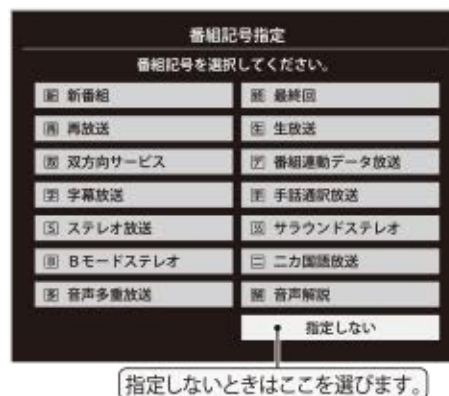 番組記号指定
番組記号を選択してください。
新 新番組
終 最終回
再 再放送
生 生放送
双 双方向サービス
デ 番組連動データ放送
字 字幕放送
手 手話通訳放送
S ステレオ放送
SS サラウンドステレオ
B Bモードステレオ
二 二カ国語放送
多 音声多重放送
解 音声解説
指定しない
指定しないときはここを選びます。